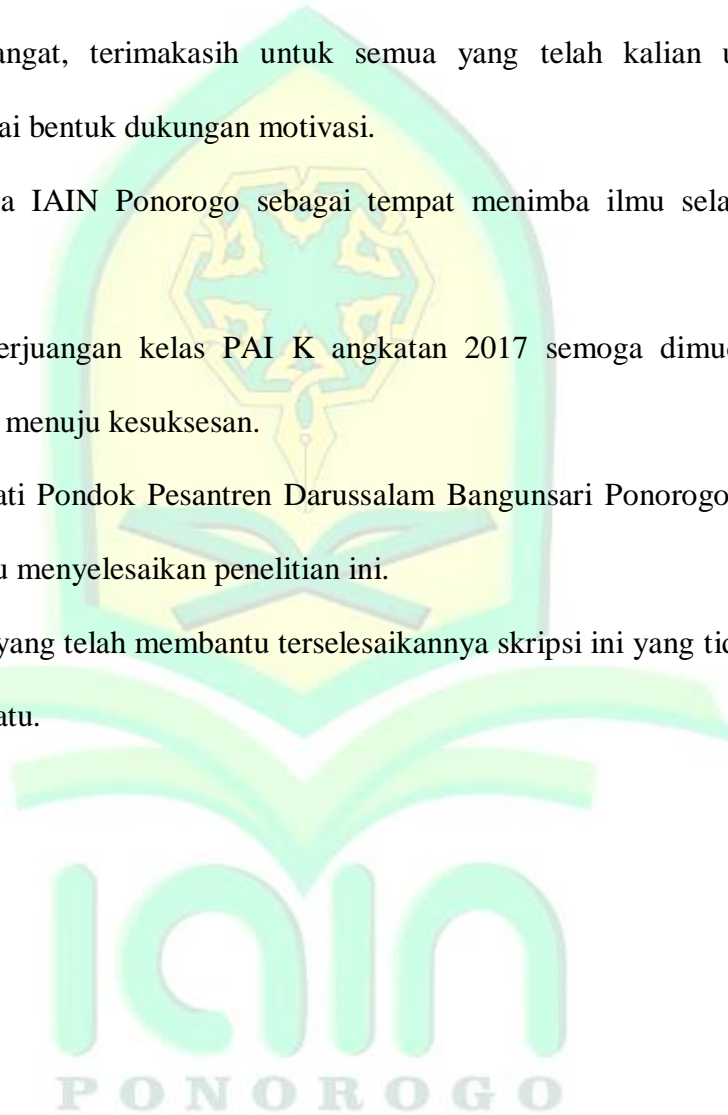 angat, terimakasih untuk semua yang telah kalian u
ai bentuk dukungan motivasi.
a IAIN Ponorogo sebagai tempat menimba ilmu sela
erjuangan kelas PAI K angkatan 2017 semoga dimu
menuju kesuksesan.
ati Pondok Pesantren Darussalam Bangunsari Ponorogo
u menyelesaikan penelitian ini.
yang telah membantu terselesaikannya skripsi ini yang tid
atu.
IAIN
PONOROGO